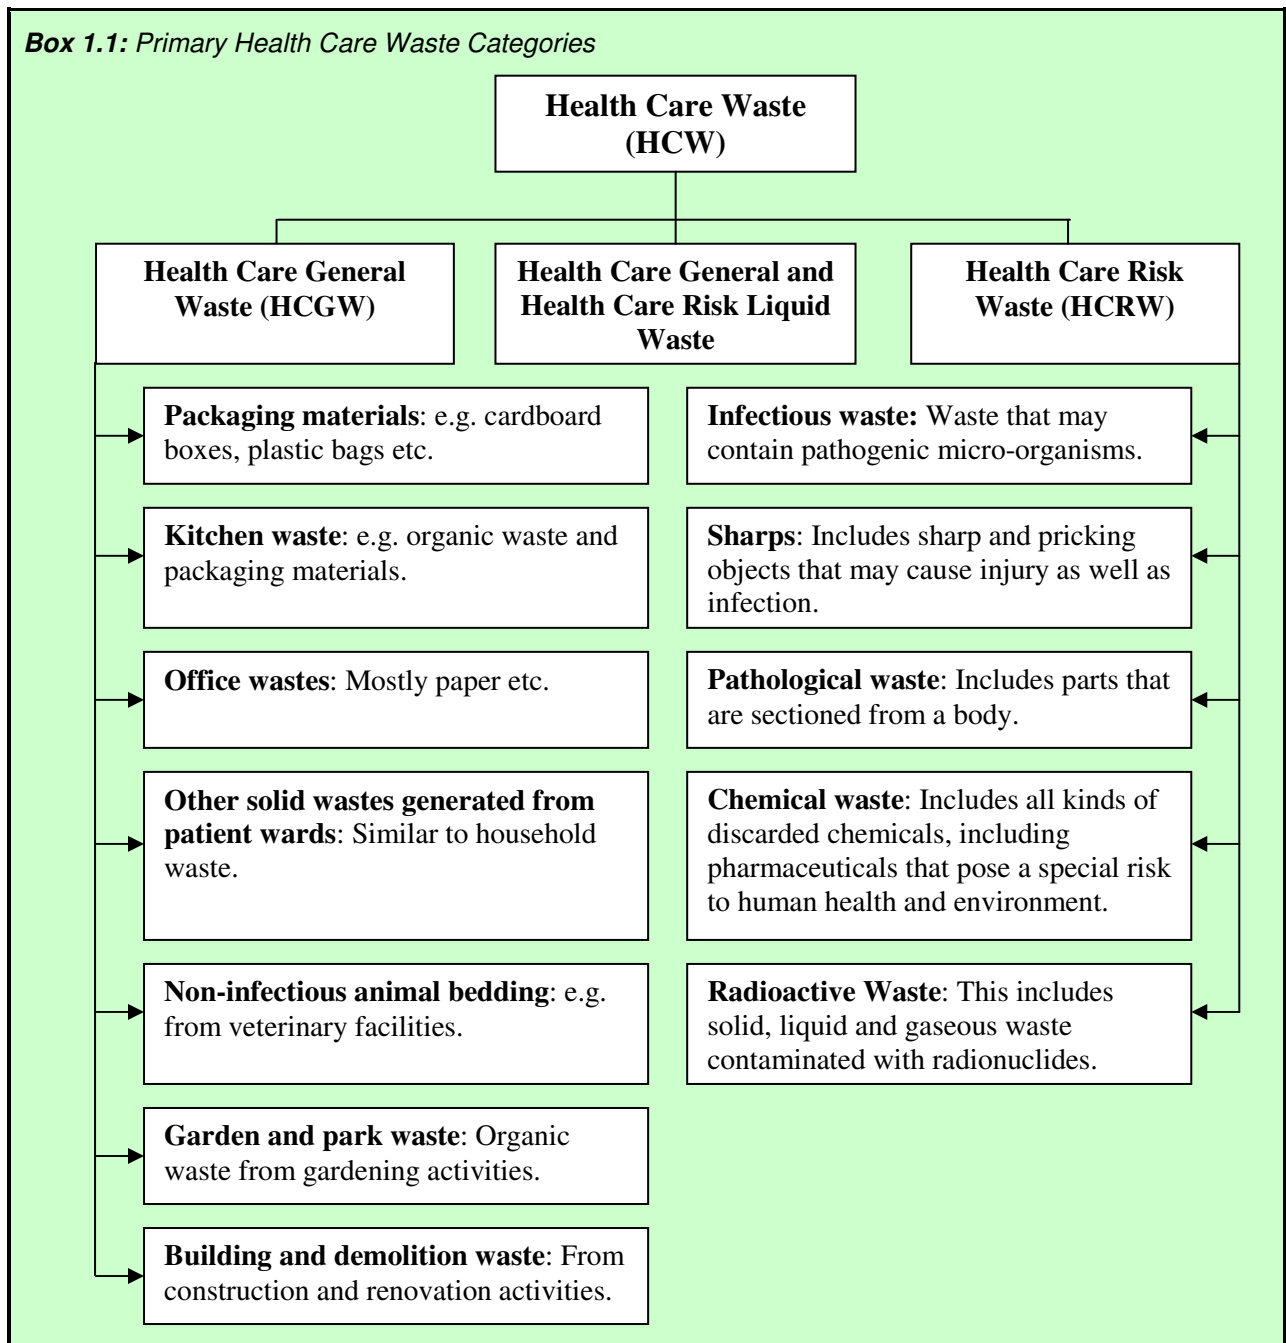 Box 1.1: Primary Health Care Waste Categories
Health Care Waste
(HCW)
Health Care General
Waste (HCGW)
Health Care General and
Health Care Risk Liquid
Waste
Health Care Risk
Waste (HCRW)
Packaging materials: e.g. cardboard
boxes, plastic bags etc.
Kitchen waste: e.g. organic waste and
packaging materials.
Office wastes: Mostly paper etc.
Other solid wastes generated from
patient wards: Similar to household
waste.
Non-infectious animal bedding: e.g.
from veterinary facilities.
Garden and park waste: Organic
waste from gardening activities.
Building and demolition waste: From
construction and renovation activities.
Infectious waste: Waste that may
contain pathogenic micro-organisms.
Sharps: Includes sharp and pricking
objects that may cause injury as well as
infection.
Pathological waste: Includes parts that
are sectioned from a body.
Chemical waste: Includes all kinds of
discarded chemicals, including
pharmaceuticals that pose a special risk
to human health and environment.
Radioactive Waste: This includes
solid, liquid and gaseous waste
contaminated with radionuclides.